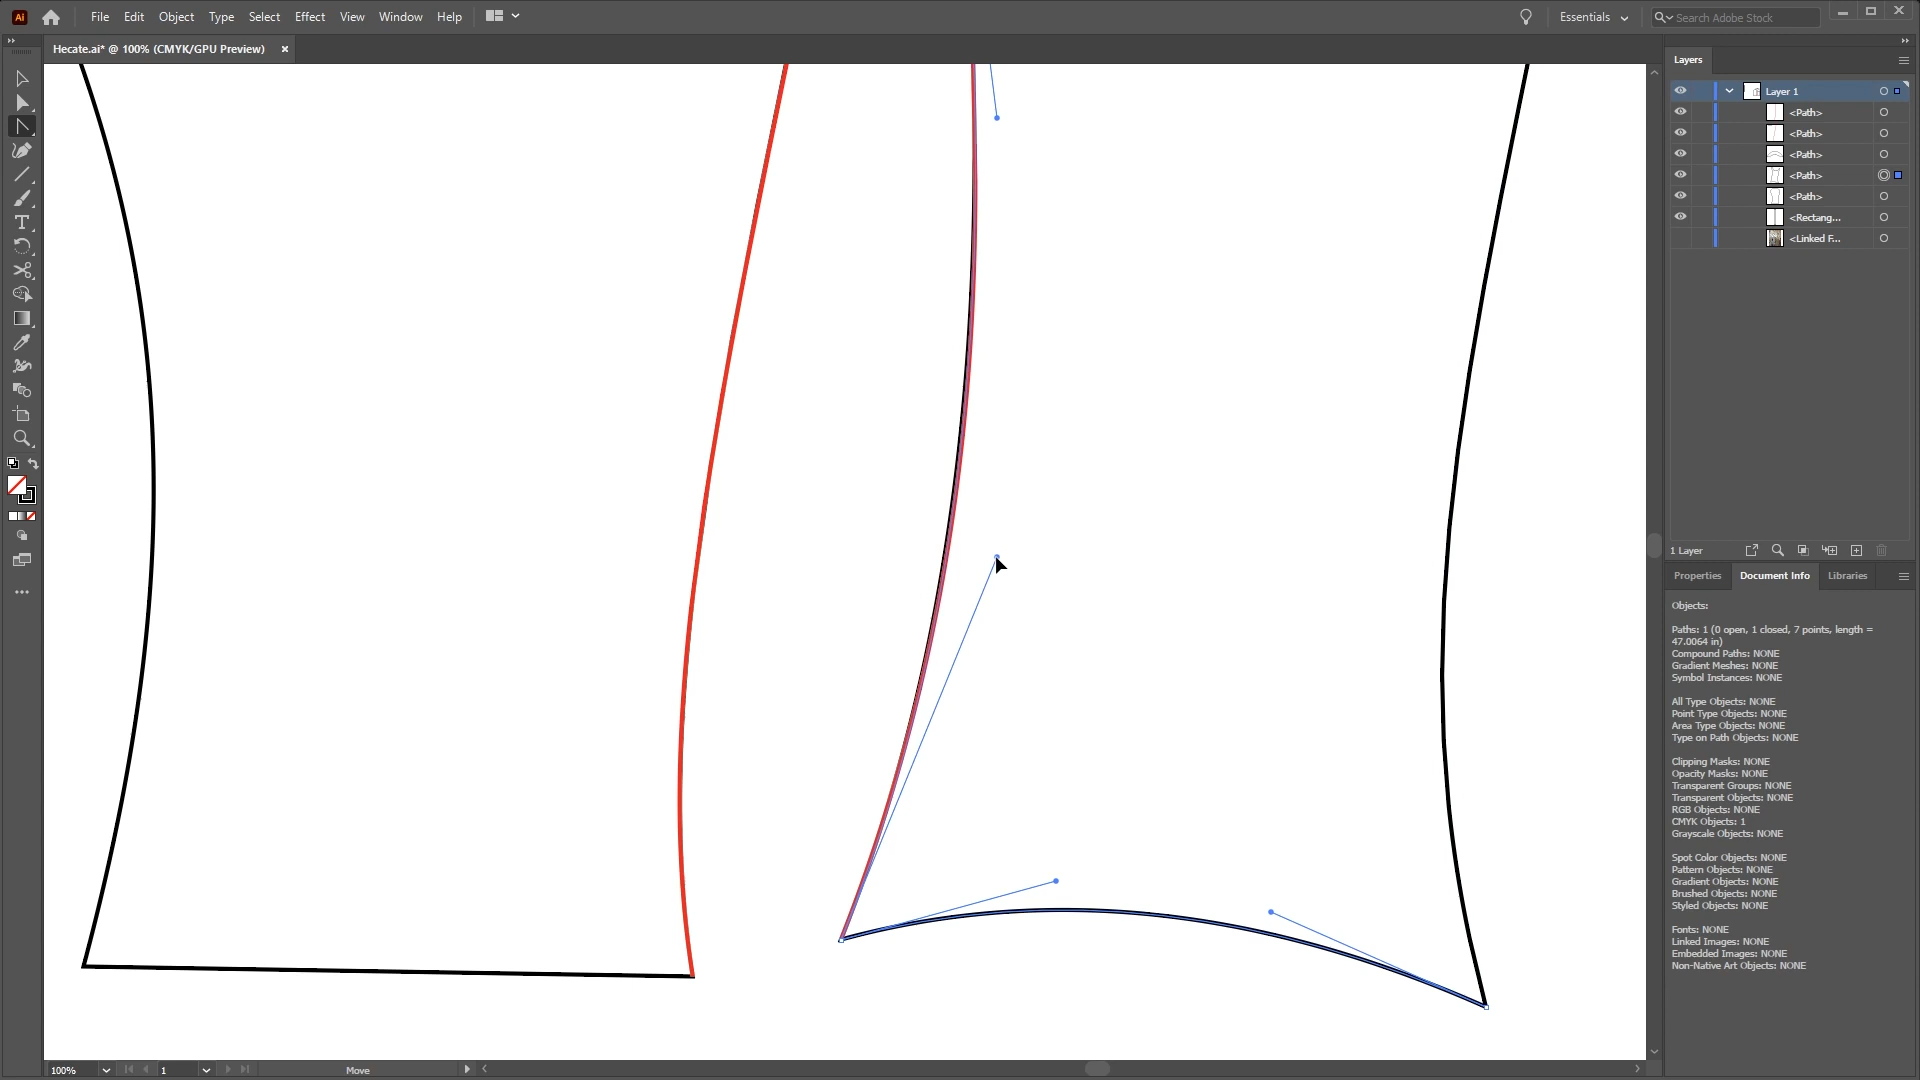 Ai File Edit Object Type Select Effect View Window Help Essentials Search Adobe Stock
Hecate.ai* @ 100% (CMYK/GPU Preview)
Layers
Layer 1
<Path>
<Path>
<Path>
<Path>
<Path>
<Rectang...
<Linked F...
1 Layer
Properties Document Info Libraries
Objects:
Paths: 1 (0 open, 1 closed, 7 points, length =
47.0064 in)
Compound Paths: NONE
Gradient Meshes: NONE
Symbol Instances: NONE
All Type Objects: NONE
Point Type Objects: NONE
Area Type Objects: NONE
Type on Path Objects: NONE
Clipping Masks: NONE
Opacity Masks: NONE
Transparent Groups: NONE
Transparent Objects: NONE
RGB Objects: NONE
CMYK Objects: 1
Grayscale Objects: NONE
Spot Color Objects: NONE
Pattern Objects: NONE
Gradient Objects: NONE
Brushed Objects: NONE
Styled Objects: NONE
Fonts: NONE
Linked Images: NONE
Embedded Images: NONE
Non-Native Art Objects: NONE
100% 1 Move